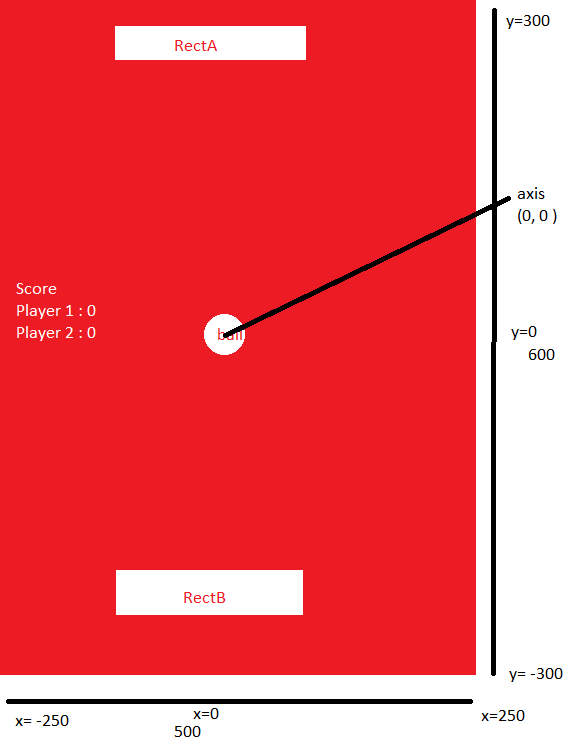 RectA
y=300
axis
(0, 0 )
Score
Player 1 : 0
Player 2 : 0
ball
y=0
600
RectB
y= -300
x= -250
x=0
500
x=250